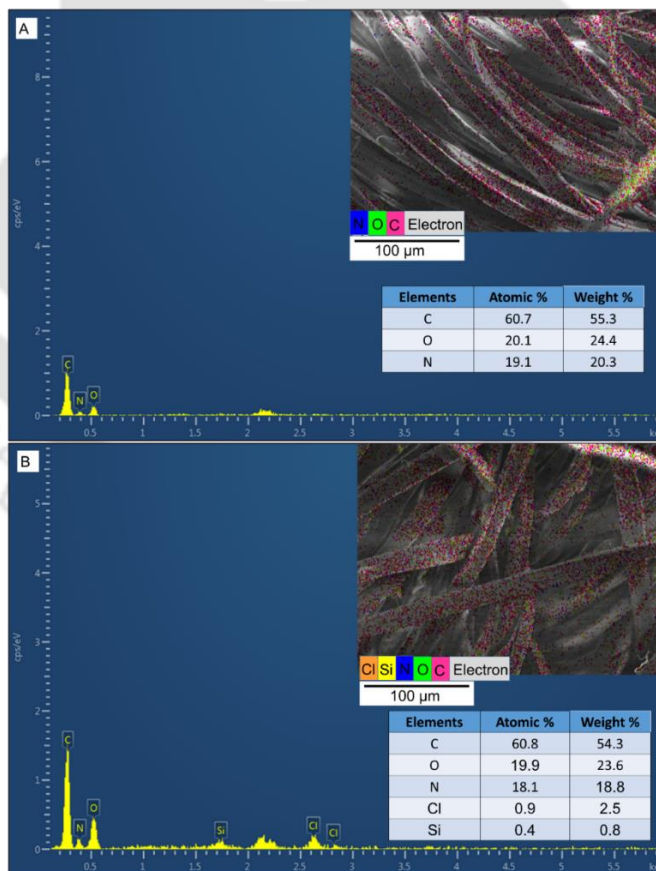 A
cps/eV
8
6
4
2
0
C
N
O
0.5 1 1.5 2 2.5 3 3.5 4 4.5 5 5.5 ke
N O C Electron
100 µm
Elements Atomic % Weight %
C 60.7 55.3
O 20.1 24.4
N 19.1 20.3
B
cps/eV
5
4
3
2
1
0
C
N
O
Si
Cl
Cl
0.5 1 1.5 2 2.5 3 3.5 4 4.5 5 5.5 ke
Cl Si N O C Electron
100 µm
Elements Atomic % Weight %
C 60.8 54.3
O 19.9 23.6
N 18.1 18.8
Cl 0.9 2.5
Si 0.4 0.8